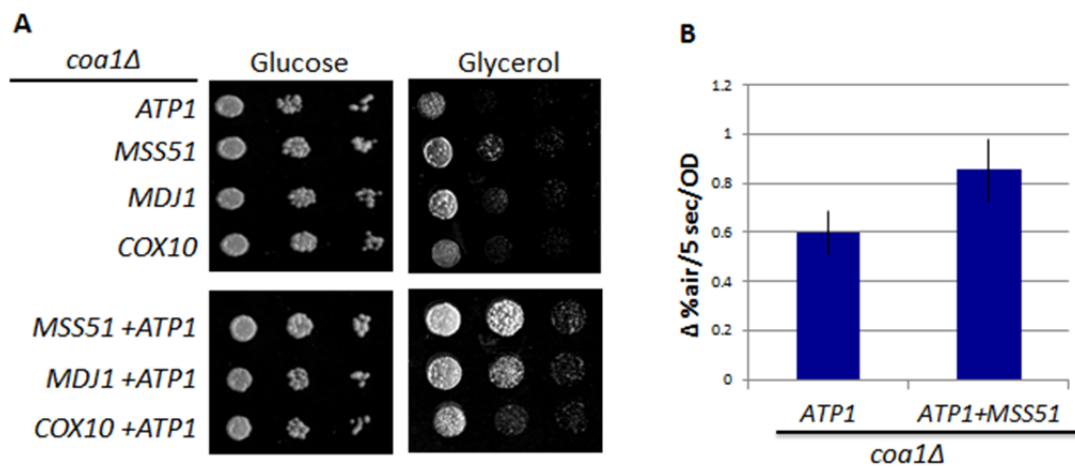 A
coa1Δ
Glucose
Glycerol
ATP1
MSS51
MDJ1
COX10
MSS51 +ATP1
MDJ1 +ATP1
COX10 +ATP1
B
Δ %air/5 sec/OD
1.2
1
0.8
0.6
0.4
0.2
0
ATP1
ATP1+MSS51
coa1Δ